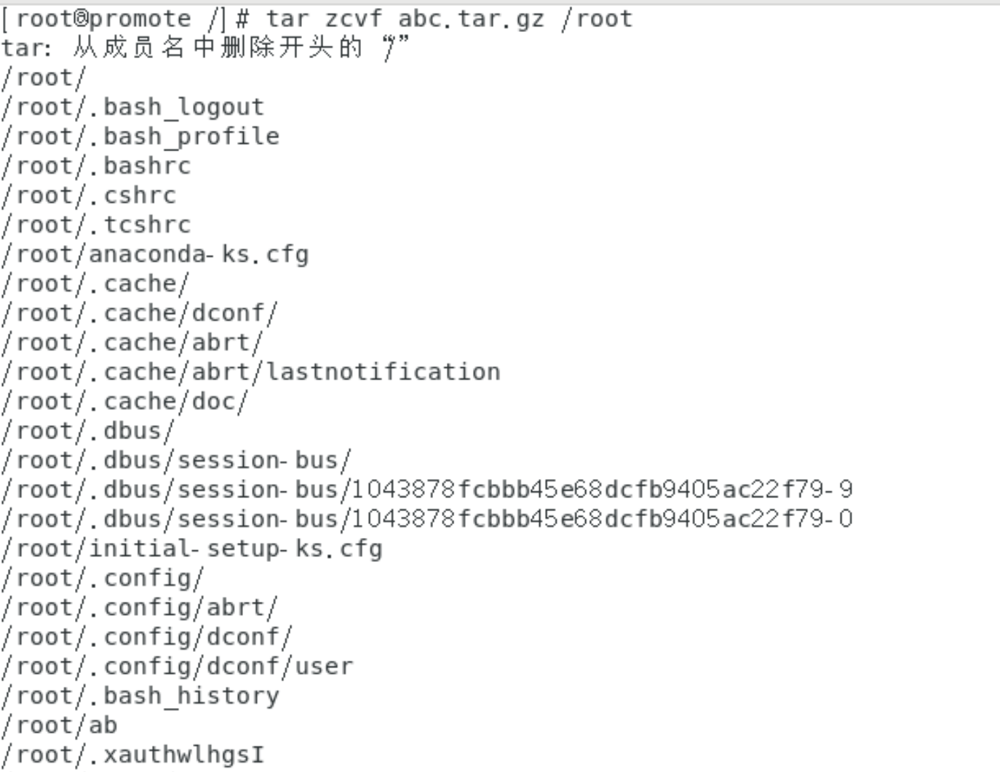 [root@promote /]# tar zcvf abc.tar.gz /root
tar: 从成员名中删除开头的“/”
/root/
/root/.bash_logout
/root/.bash_profile
/root/.bashrc
/root/.cshrc
/root/.tcshrc
/root/anaconda-ks.cfg
/root/.cache/
/root/.cache/dconf/
/root/.cache/abrt/
/root/.cache/abrt/lastnotification
/root/.cache/doc/
/root/.dbus/
/root/.dbus/session-bus/
/root/.dbus/session-bus/1043878fcbbb45e68dcfb9405ac22f79-9
/root/.dbus/session-bus/1043878fcbbb45e68dcfb9405ac22f79-0
/root/initial-setup-ks.cfg
/root/.config/
/root/.config/abrt/
/root/.config/dconf/
/root/.config/dconf/user
/root/.bash_history
/root/ab
/root/.xauthwlhgsI